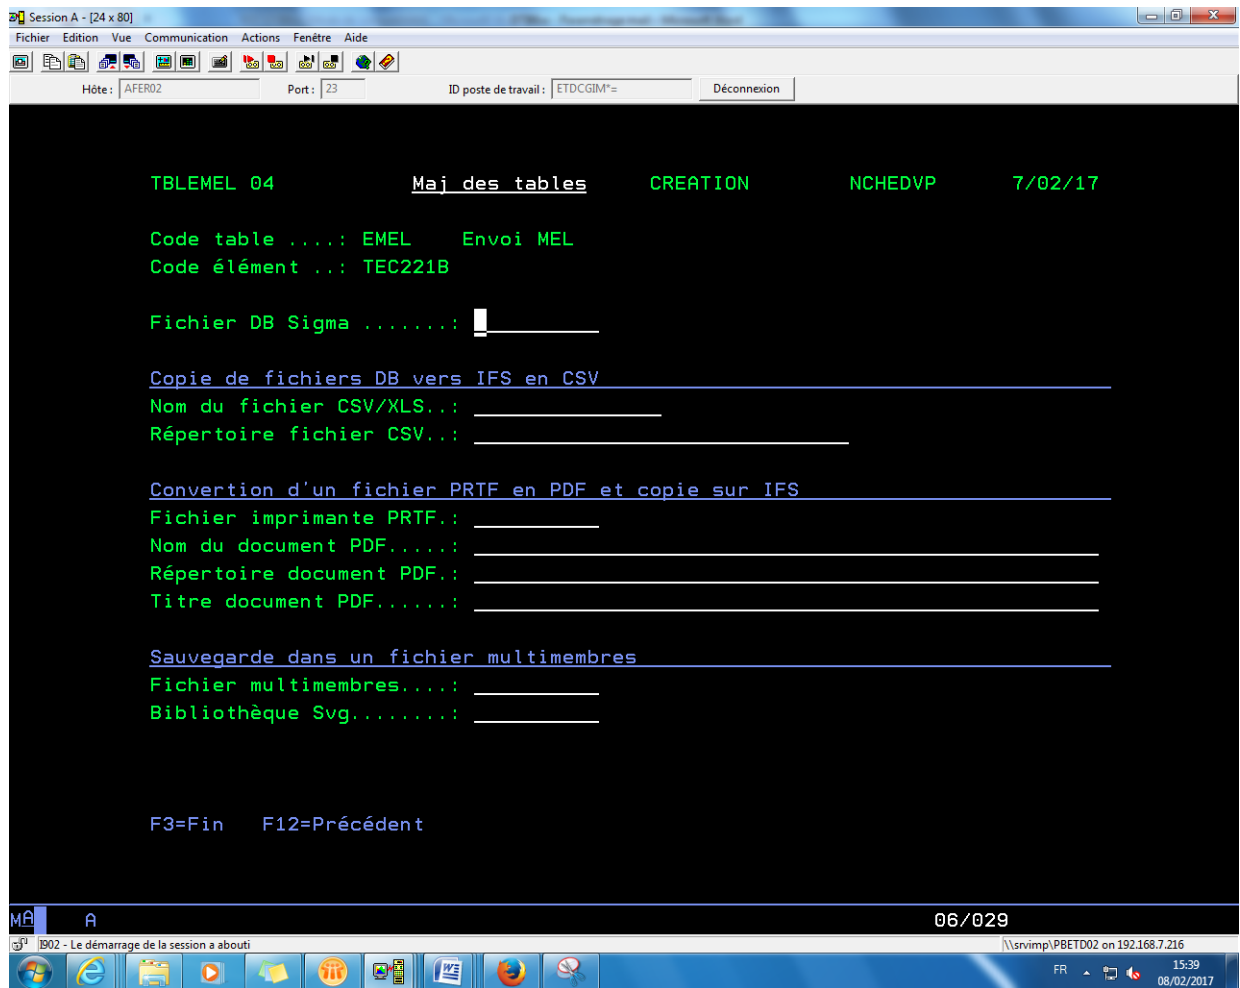 Session A - [24 x 80]
Fichier Edition Vue Communication Actions Fenêtre Aide
Hôte : AFER02 Port : 23 ID poste de travail : ETDCGIM*= Déconnexion
TBLEMEL 04 Maj des tables CREATION NCHEDVP 7/02/17
Code table ....: EMEL Envoi MEL
Code élément ..: TEC221B
Fichier DB Sigma .......:
Copie de fichiers DB vers IFS en CSV
Nom du fichier CSV/XLS..:
Répertoire fichier CSV..:
Convertion d'un fichier PRTF en PDF et copie sur IFS
Fichier imprimante PRTF.:
Nom du document PDF.....:
Répertoire document PDF.:
Titre document PDF......:
Sauvegarde dans un fichier multimembres
Fichier multimembres....:
Bibliothèque Svg........:
F3=Fin F12=Précédent
MA A 06/029
I902 - Le démarrage de la session a abouti \\srvimp\PBETD02 on 192.168.7.216
FR 15:39
08/02/2017